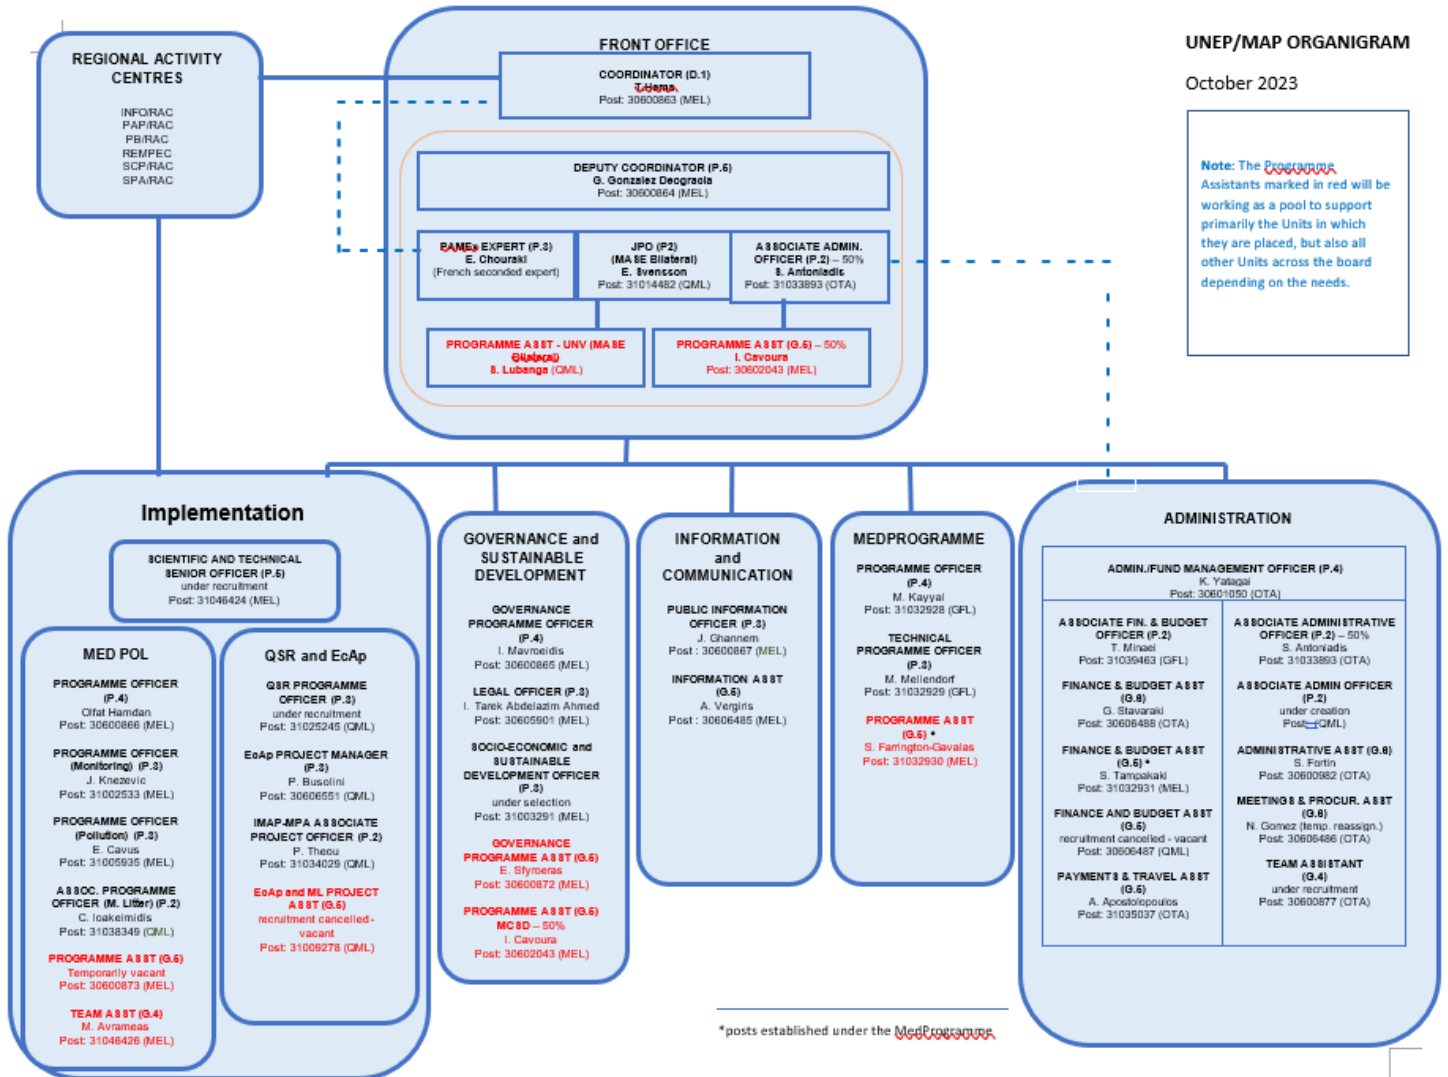 UNEP/MAP ORGANIGRAM
October 2023
Note: The Programme
Assistants marked in red will be
working as a pool to support
primarily the Units in which
they are placed, but also all
other Units across the board
depending on the needs.
REGIONAL ACTIVITY
CENTRES
INFO/RAC
PAP/RAC
PB/RAC
REMPEC
SCP/RAC
SPA/RAC
FRONT OFFICE
COORDINATOR (D.1)
T.Hema
Post: 30600863 (MEL)
DEPUTY COORDINATOR (P.5)
G. Gonzalez Deogracia
Post: 30600864 (MEL)
PAMEx EXPERT (P.3)
E. Chouraki
(French seconded expert)
JPO (P2)
(MASE Bilateral)
E. Svensson
Post: 31014482 (QML)
ASSOCIATE ADMIN.
OFFICER (P.2) – 50%
S. Antoniadis
Post: 31033893 (OTA)
PROGRAMME ASST - UNV (MASE
Bilateral)
S. Lubanga (QML)
PROGRAMME ASST (G.5) – 50%
I. Cavoura
Post: 30602043 (MEL)
Implementation
SCIENTIFIC AND TECHNICAL
SENIOR OFFICER (P.5)
under recruitment
Post: 31046424 (MEL)
MED POL
PROGRAMME OFFICER
(P.4)
Olfat Hamdan
Post: 30600866 (MEL)
PROGRAMME OFFICER
(Monitoring) (P.3)
J. Knezevic
Post: 31002533 (MEL)
PROGRAMME OFFICER
(Pollution) (P.3)
E. Cavus
Post: 31005935 (MEL)
ASSOC. PROGRAMME
OFFICER (M. Litter) (P.2)
C. Ioakeimidis
Post: 31038349 (QML)
PROGRAMME ASST (G.5)
Temporarily vacant
Post: 30600873 (MEL)
TEAM ASST (G.4)
M. Avrameas
Post: 31046426 (MEL)
QSR and EcAp
QSR PROGRAMME
OFFICER (P.3)
under recruitment
Post: 31025245 (QML)
EcAp PROJECT MANAGER
(P.3)
P. Busolini
Post: 30606551 (QML)
IMAP-MPA ASSOCIATE
PROJECT OFFICER (P.2)
P. Theou
Post: 31034029 (QML)
EcAp and ML PROJECT
ASST (G.5)
recruitment cancelled-
vacant
Post: 31009278 (QML)
GOVERNANCE and
SUSTAINABLE
DEVELOPMENT
GOVERNANCE
PROGRAMME OFFICER
(P.4)
I. Mavroeidis
Post: 30600865 (MEL)
LEGAL OFFICER (P.3)
I. Tarek Abdelazim Ahmed
Post: 30605901 (MEL)
SOCIO-ECONOMIC and
SUSTAINABLE
DEVELOPMENT OFFICER
(P.3)
under selection
Post: 31003291 (MEL)
GOVERNANCE
PROGRAMME ASST (G.5)
E. Sfyroeras
Post: 30600872 (MEL)
PROGRAMME ASST (G.5)
MCSD – 50%
I. Cavoura
Post: 30602043 (MEL)
INFORMATION
and
COMMUNICATION
PUBLIC INFORMATION
OFFICER (P.3)
J. Ghannem
Post : 30600867 (MEL)
INFORMATION ASST
(G.5)
A. Vergiris
Post : 30606485 (MEL)
MEDPROGRAMME
PROGRAMME OFFICER
(P.4)
M. Kayyal
Post: 31032928 (GFL)
TECHNICAL
PROGRAMME OFFICER
(P.3)
M. Mellendorf
Post: 31032929 (GFL)
PROGRAMME ASST
(G.5) *
S. Farrington-Gavalas
Post: 31032930 (MEL)
ADMINISTRATION
ADMIN./FUND MANAGEMENT OFFICER (P.4)
K. Yatagai
Post: 30601050 (OTA)
ASSOCIATE FIN. & BUDGET
OFFICER (P.2)
T. Minaei
Post: 31039463 (GFL)
FINANCE & BUDGET ASST
(G.6)
G. Stavaraki
Post: 30606488 (OTA)
FINANCE & BUDGET ASST
(G.5) *
S. Tampakaki
Post: 31032931 (MEL)
FINANCE AND BUDGET ASST
(G.5)
recruitment cancelled - vacant
Post: 30606487 (QML)
PAYMENTS & TRAVEL ASST
(G.5)
A. Apostolopoulos
Post: 31035037 (OTA)
ASSOCIATE ADMINISTRATIVE
OFFICER (P.2) – 50%
S. Antoniadis
Post: 31033893 (OTA)
ASSOCIATE ADMIN OFFICER
(P.2)
under creation
Post: (QML)
ADMINISTRATIVE ASST (G.6)
S. Fortin
Post: 30600982 (OTA)
MEETINGS & PROCUR. ASST
(G.6)
N. Gomez (temp. reassign.)
Post: 30606486 (OTA)
TEAM ASSISTANT
(G.4)
under recruitment
Post: 30600877 (OTA)
*posts established under the MedProgramme